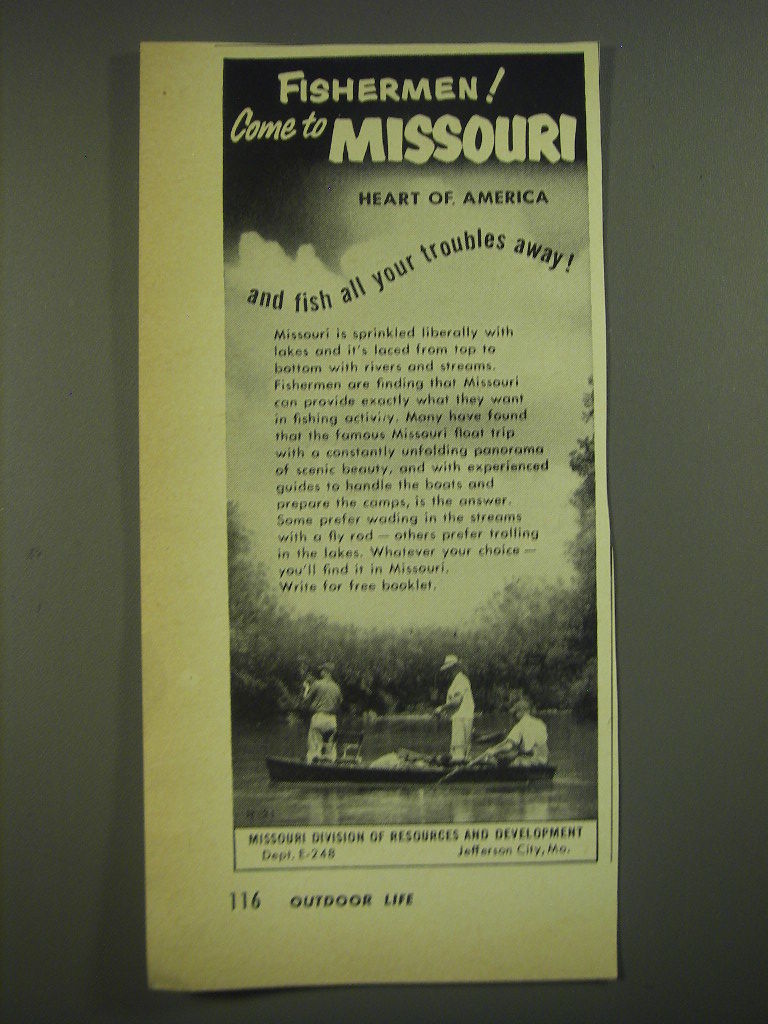 FISHERMEN!
Come to MISSOURI
HEART OF AMERICA
and fish all your troubles away!
Missouri is sprinkled liberally with
lakes and it's laced from top to
bottom with rivers and streams.
Fishermen are finding that Missouri
can provide exactly what they want
in fishing activity. Many have found
that the famous Missouri float trip
with a constantly unfolding panorama
of scenic beauty, and with experienced
guides to handle the boats and
prepare the camps, is the answer.
Some prefer wading in the streams
with a fly rod — others prefer trolling
in the lakes. Whatever your choice —
you'll find it in Missouri.
Write for free booklet.
MISSOURI DIVISION OF RESOURCES AND DEVELOPMENT
Dept. E-248 Jefferson City, Mo.
116 OUTDOOR LIFE